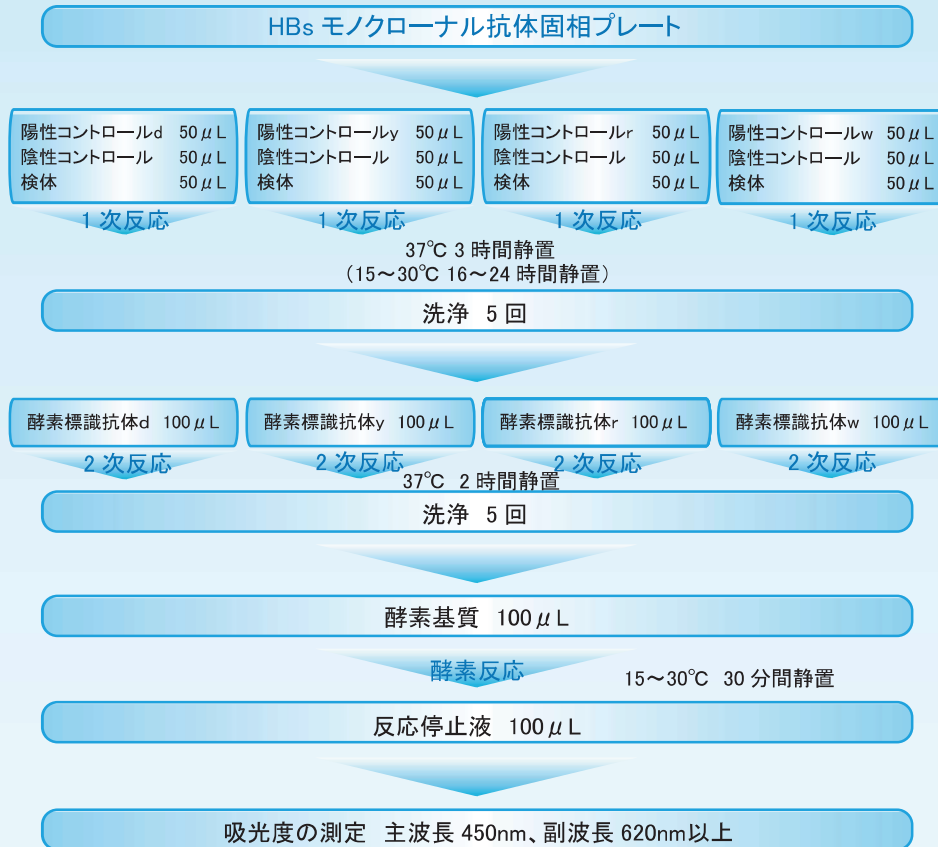 HBs モノクローナル抗体固相プレート
陽性コントロールd 50μL
陰性コントロール 50μL
検体 50μL
1次反応
陽性コントロールy 50μL
陰性コントロール 50μL
検体 50μL
1次反応
陽性コントロールr 50μL
陰性コントロール 50μL
検体 50μL
1次反応
陽性コントロールw 50μL
陰性コントロール 50μL
検体 50μL
1次反応
37℃ 3時間静置
(15～30℃ 16～24時間静置)
洗浄 5回
酵素標識抗体d 100μL
2次反応
酵素標識抗体y 100μL
2次反応
酵素標識抗体r 100μL
2次反応
酵素標識抗体w 100μL
2次反応
37℃ 2時間静置
洗浄 5回
酵素基質 100μL
酵素反応
15～30℃ 30分間静置
反応停止液 100μL
吸光度の測定 主波長 450nm、副波長 620nm以上